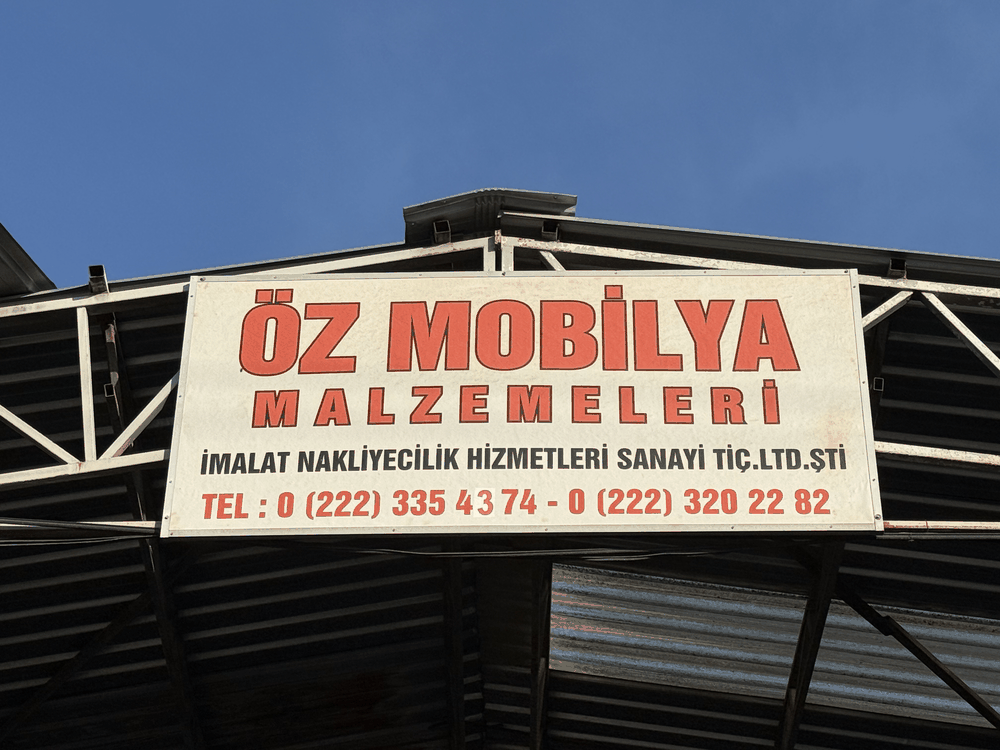 ÖZ MOBİLYA
MALZEMELERİ
İMALAT NAKLİYECİLİK HİZMETLERİ SANAYİ TİÇ.LTD.ŞTİ
TEL : 0 (222) 335 43 74 - 0 (222) 320 22 82